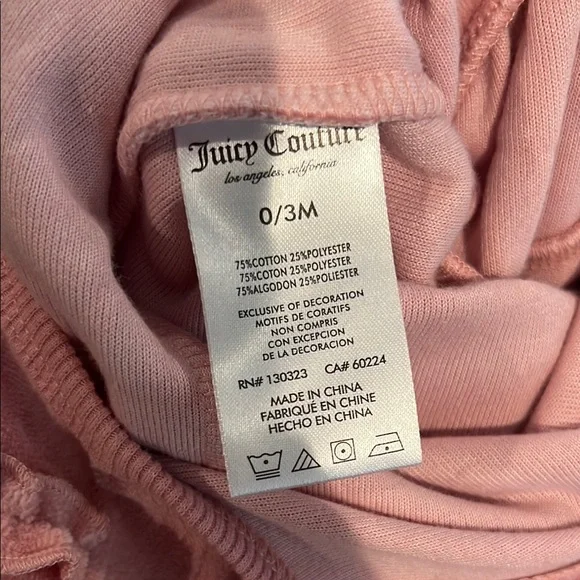 Juicy Couture
los angeles, california
0/3M
75%COTTON 25%POLYESTER
75%COTON 25%POLYESTER
75%ALGODON 25%POLIESTER
EXCLUSIVE OF DECORATION
MOTIFS DE CORATIFS
NON COMPRIS
CON EXCEPCION
DE LA DECORACION
RN# 130323 CA# 60224
MADE IN CHINA
FABRIQUÉ EN CHINE
HECHO EN CHINA